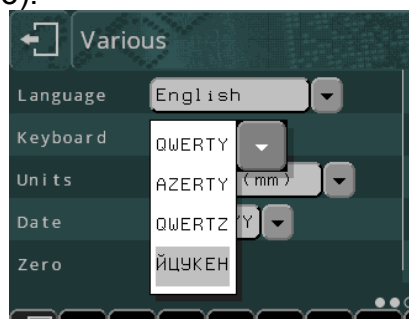 Various
Language English
Keyboard
QWERTY
Units AZERTY (mm)
Date QWERTZ Y
Zero ЙЦУКЕН